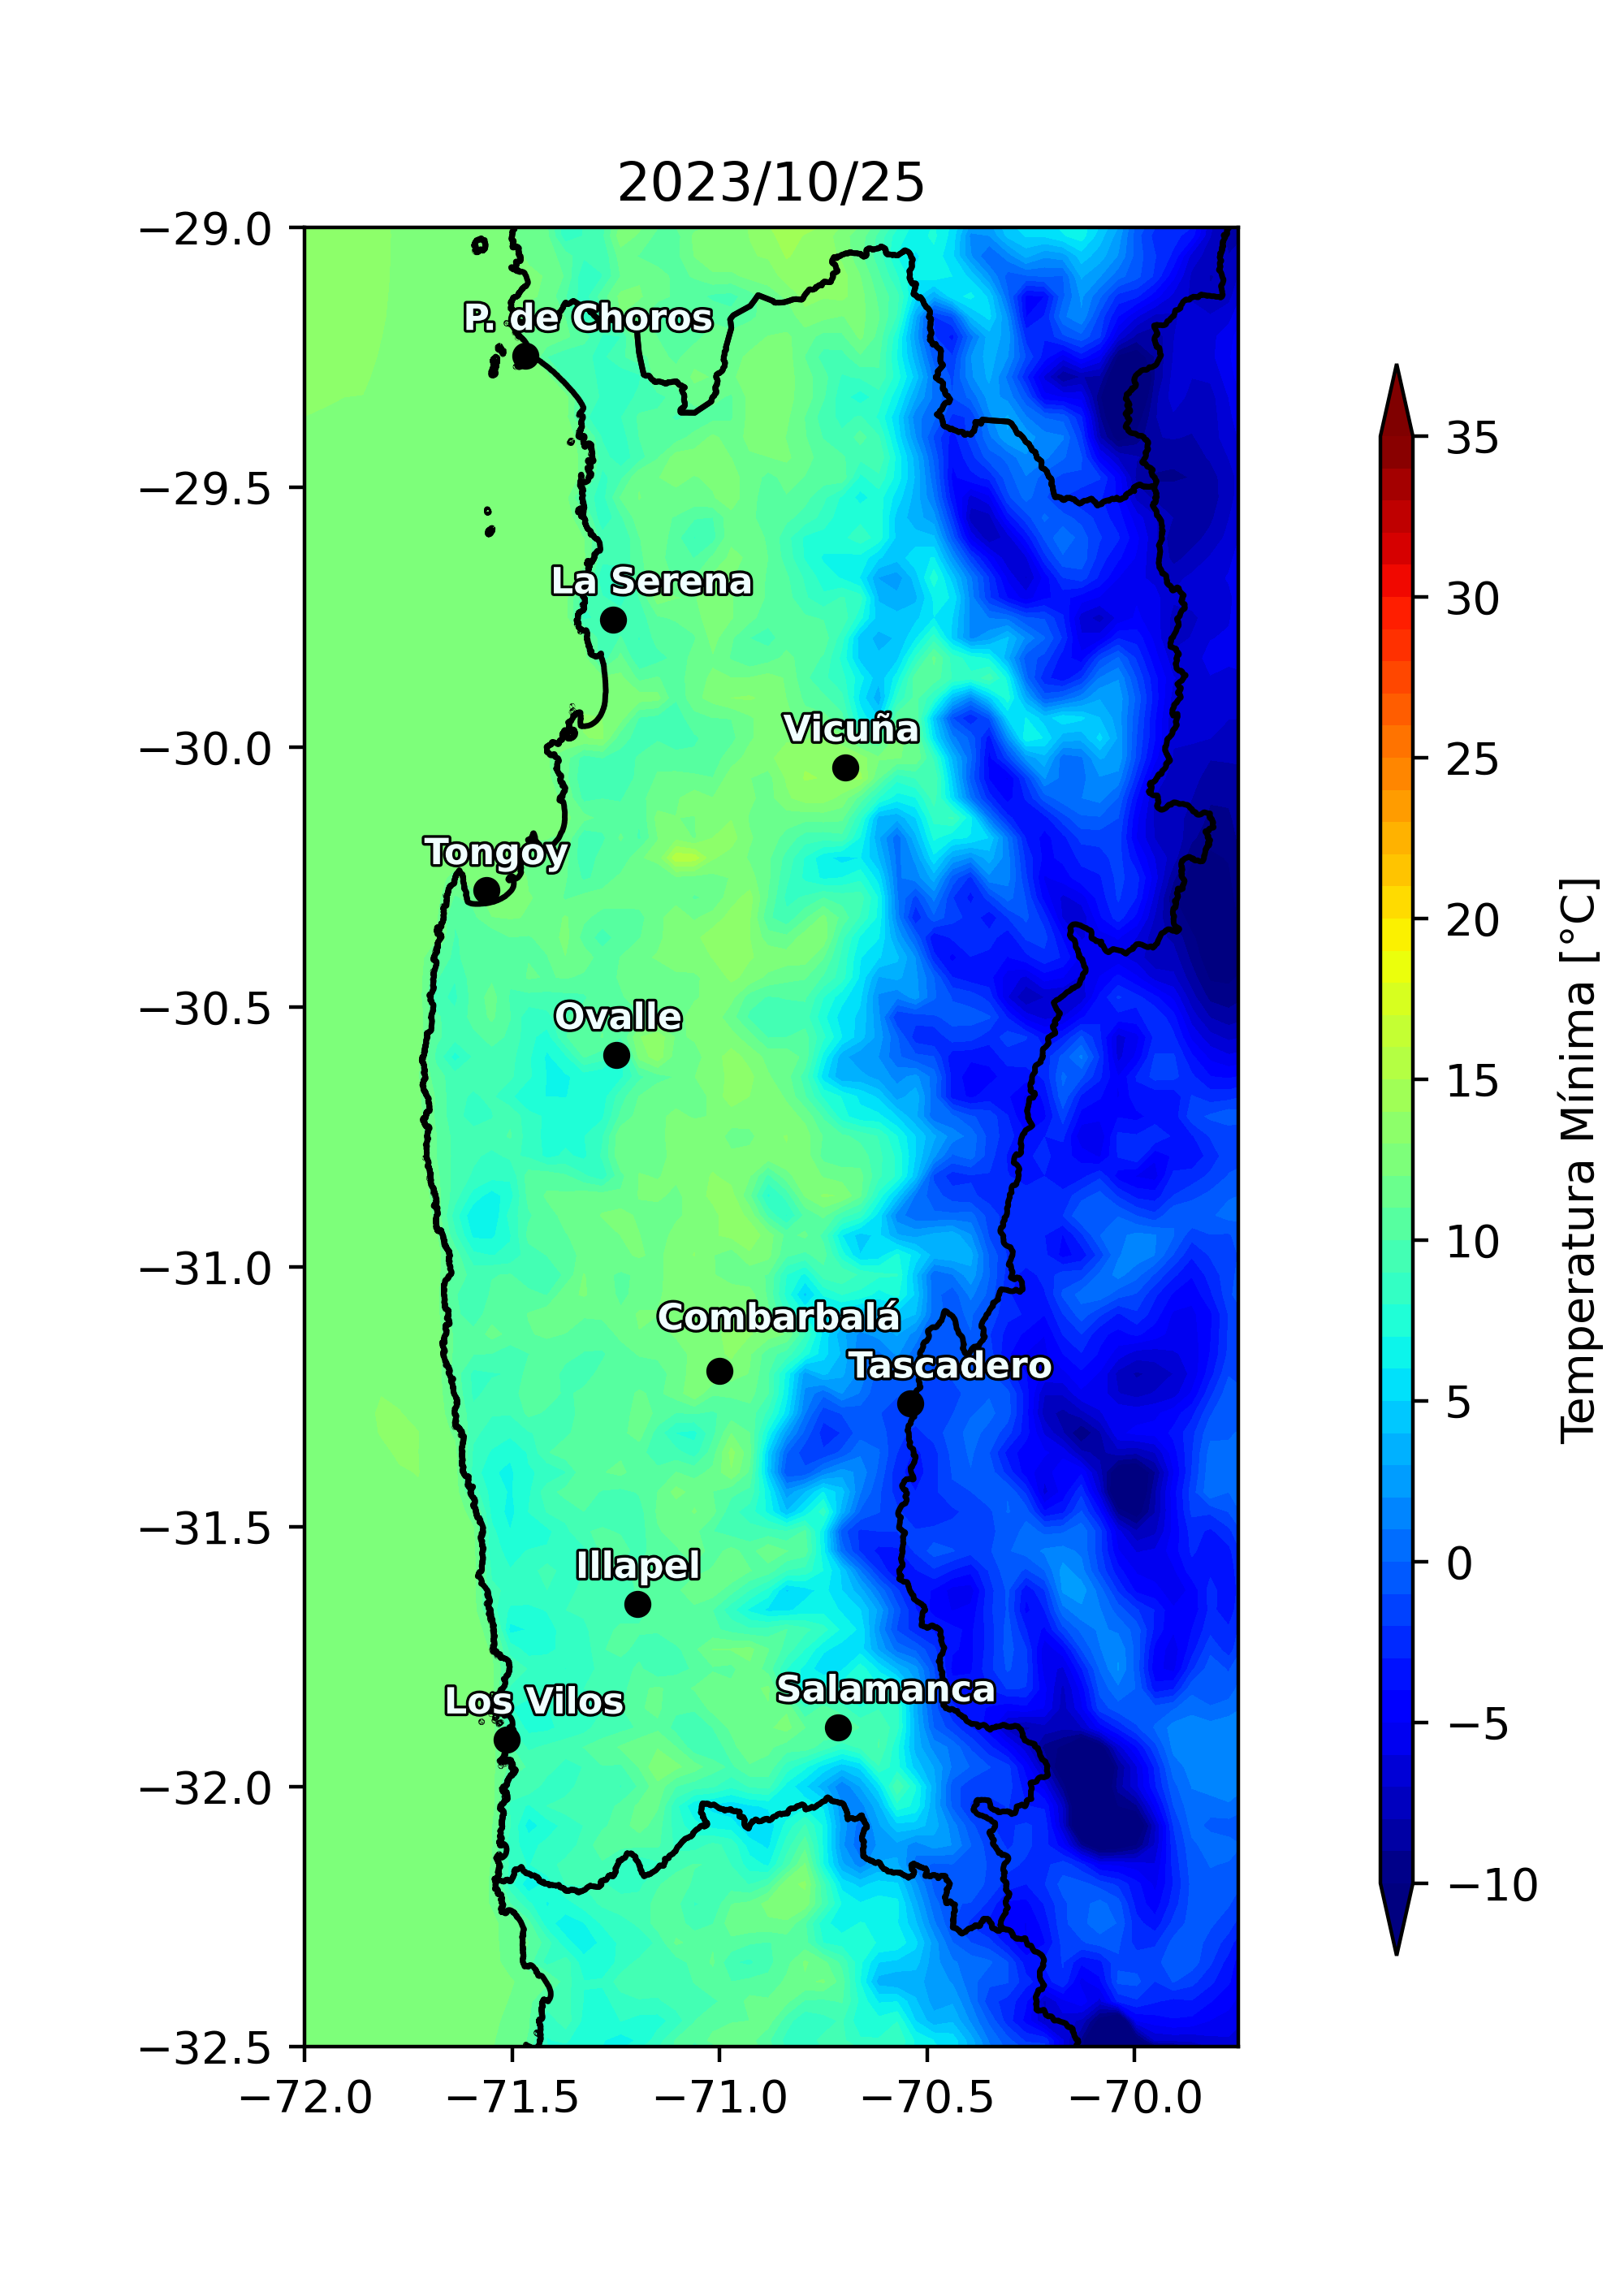 2023/10/25
−29.0
−29.5
−30.0
−30.5
−31.0
−31.5
−32.0
−32.5
−72.0
−71.5
−71.0
−70.5
−70.0
P. de Choros
La Serena
Vicuña
Tongoy
Ovalle
Combarbalá
Tascadero
Illapel
Salamanca
Los Vilos
35
30
25
20
15
10
5
0
−5
−10
Temperatura Mínima [°C]